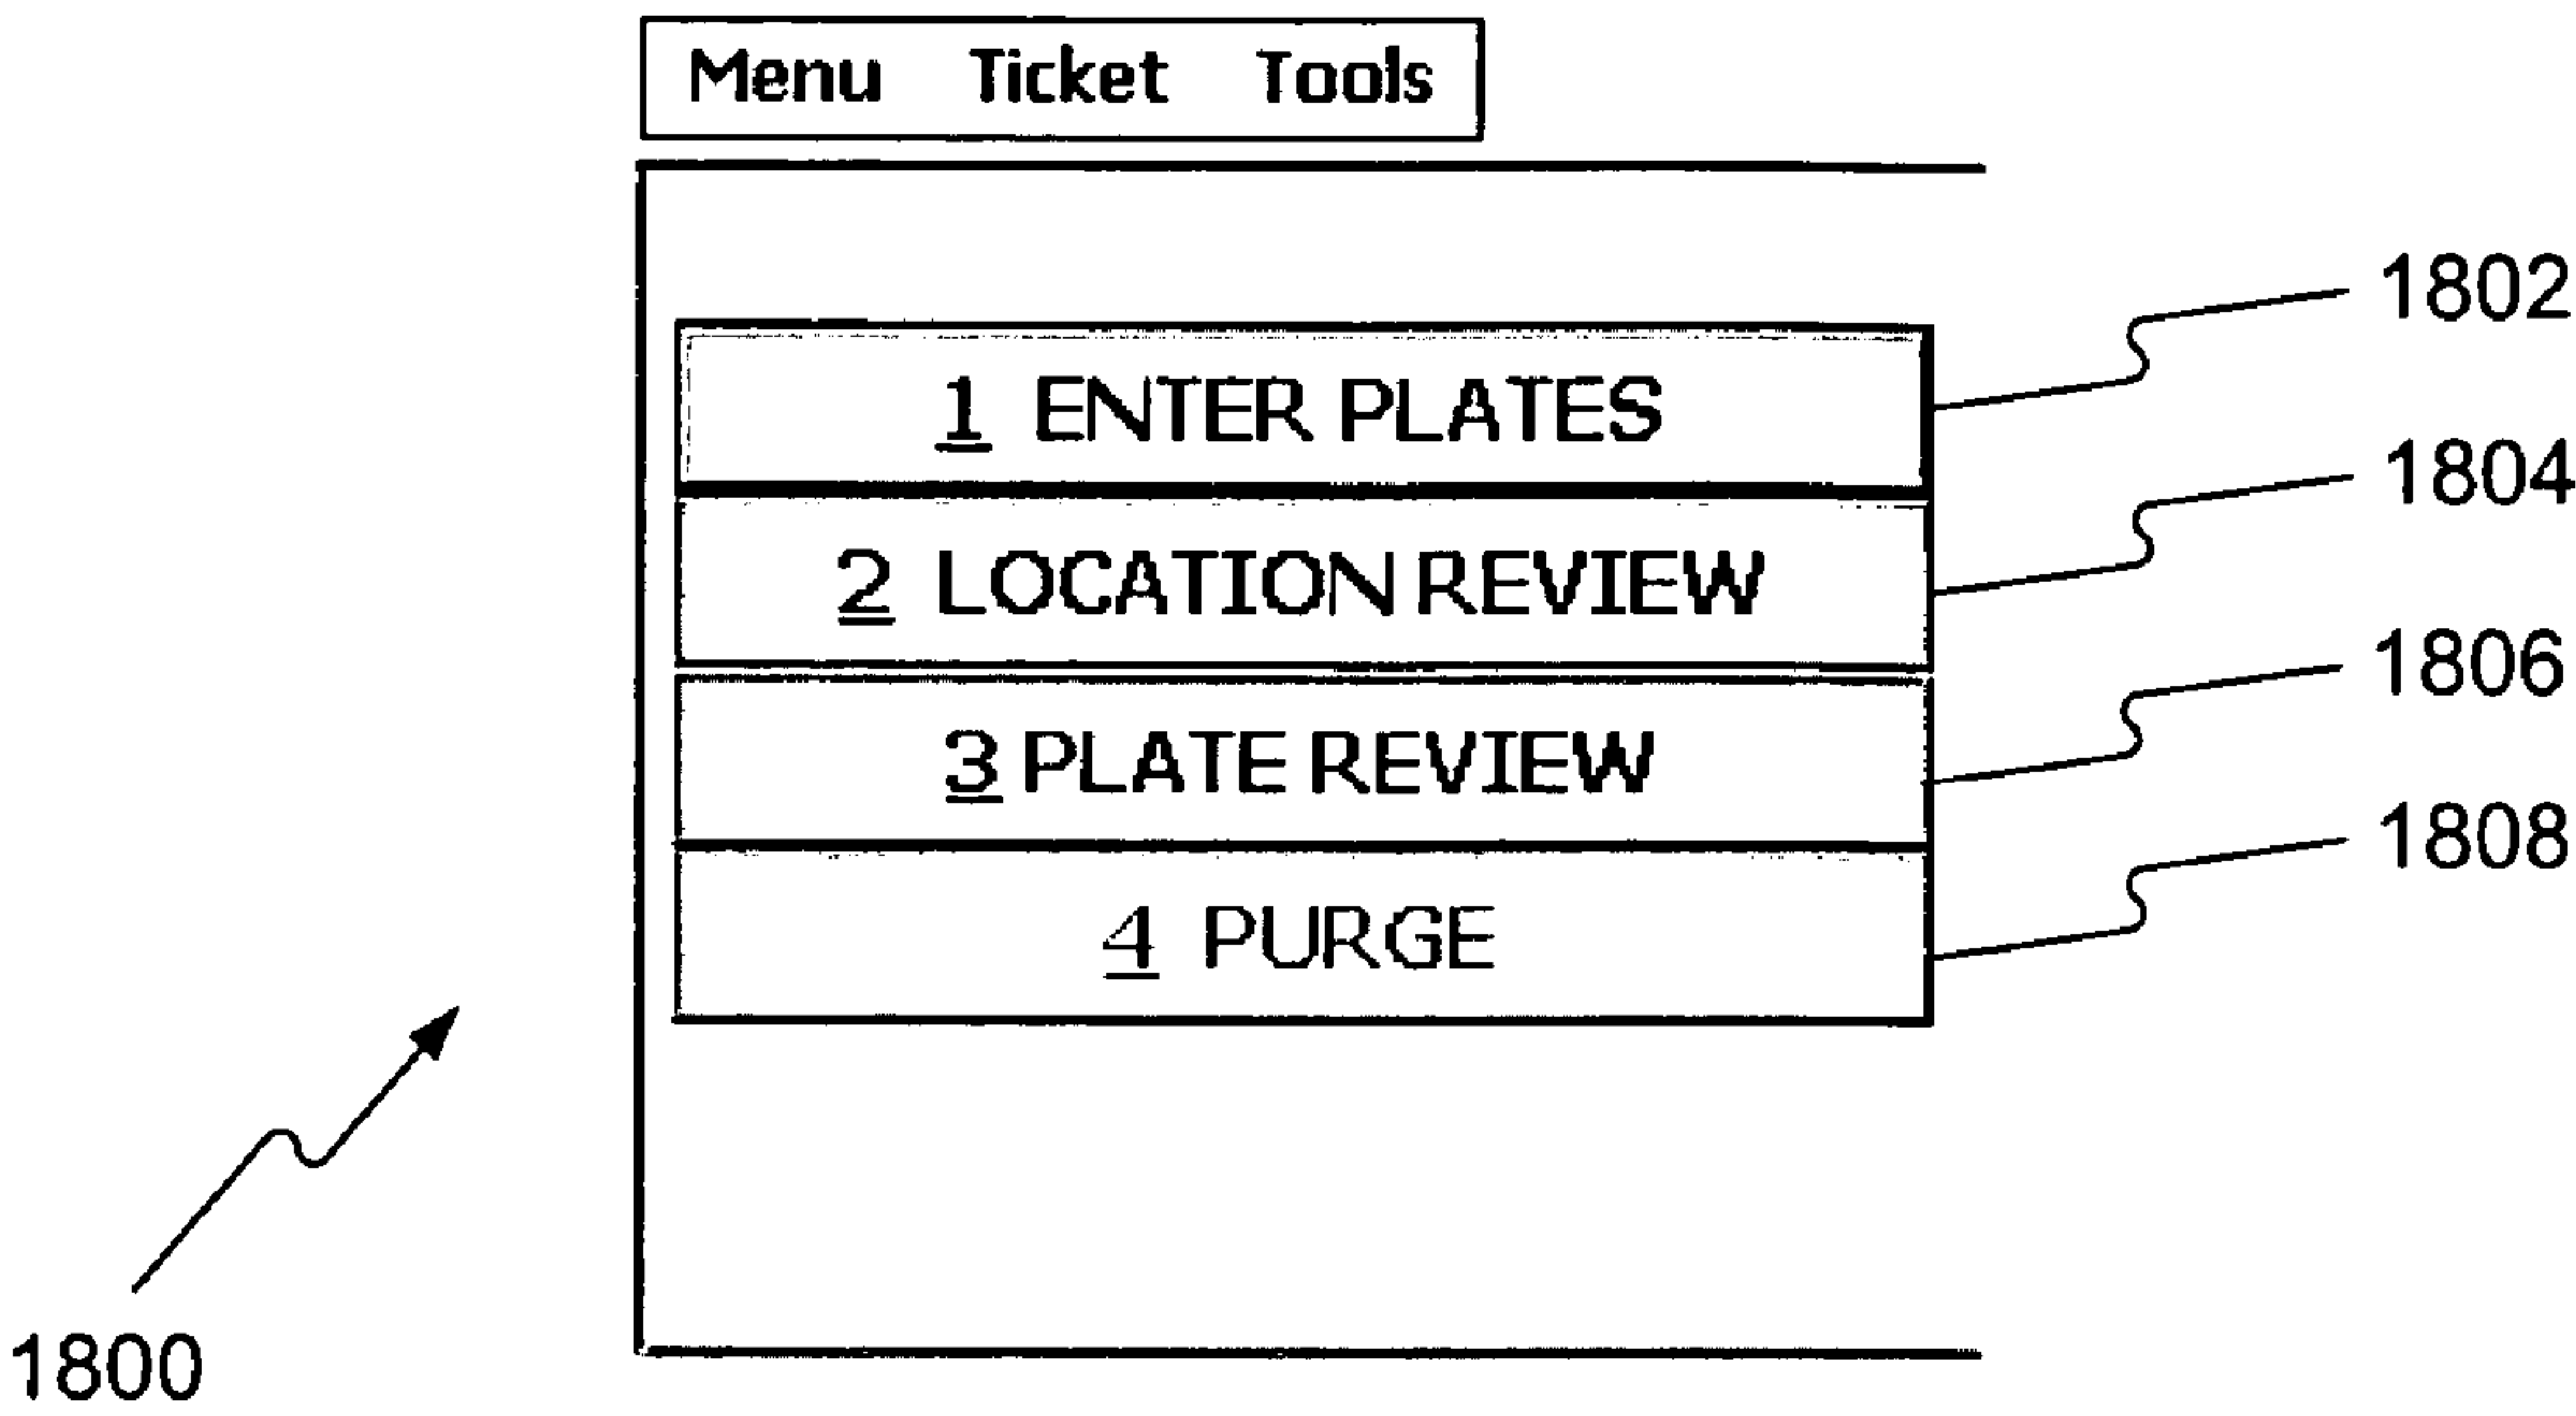 Menu Ticket Tools
1 ENTER PLATES
2 LOCATION REVIEW
3 PLATE REVIEW
4 PURGE
1802
1804
1806
1808
1800